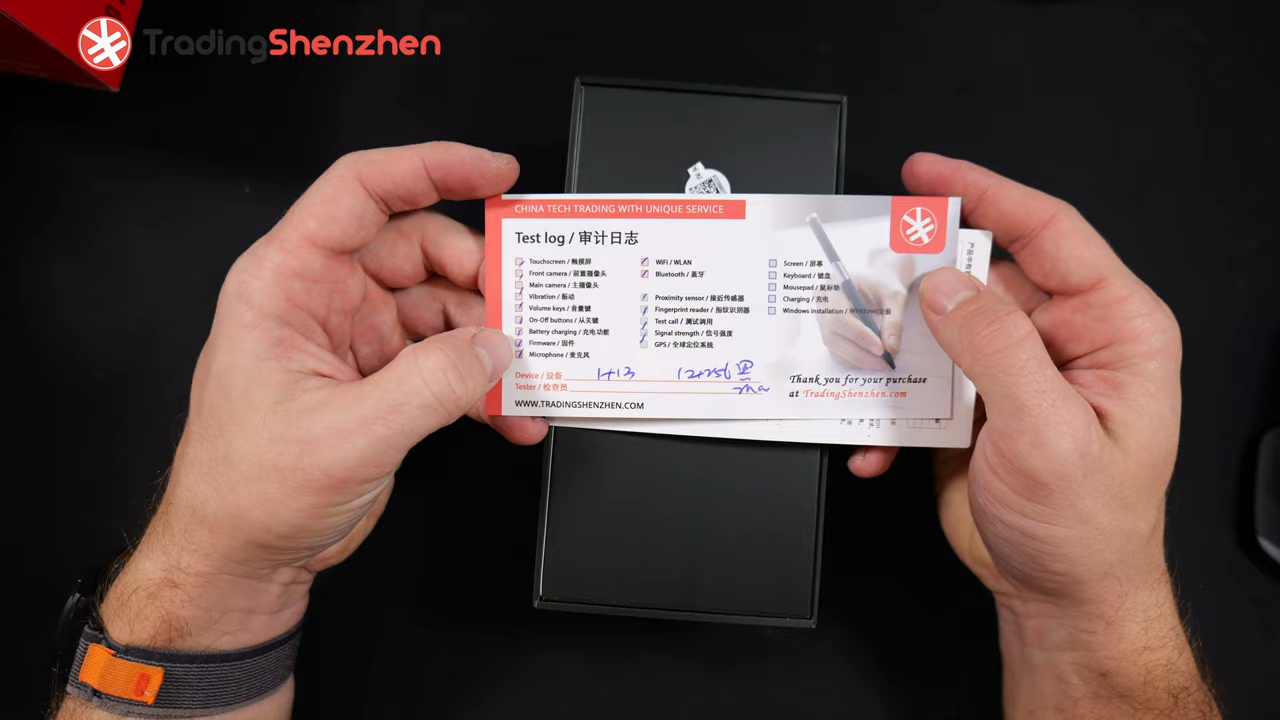 TradingShenzhen
CHINA TECH TRADING WITH UNIQUE SERVICE
Test log / 审计日志
Touchscreen / 触摸屏
Front camera / 前置摄像头
Main camera / 主摄像头
Vibration / 振动
Volume keys / 音量键
On-Off buttons / 从关键
Battery charging / 充电功能
Firmware / 固件
Microphone / 麦克风
WiFi / WLAN
Bluetooth / 蓝牙
Proximity sensor / 接近传感器
Fingerprint reader / 指纹识别器
Test call / 测试调用
Signal strength / 信号强度
GPS / 全球定位系统
Screen / 屏幕
Keyboard / 键盘
Mousepad / 鼠标垫
Charging / 充电
Windows installation / Windows安装
Device / 设备 1+13 12+256 黑
Tester / 检查员
WWW.TRADINGSHENZHEN.COM
Thank you for your purchase
at TradingShenzhen.com